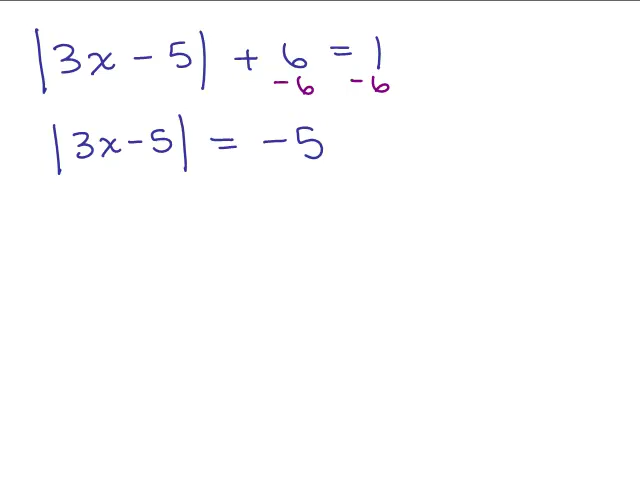 |3x - 5| + 6 = 1
-6 -6
|3x - 5| = -5